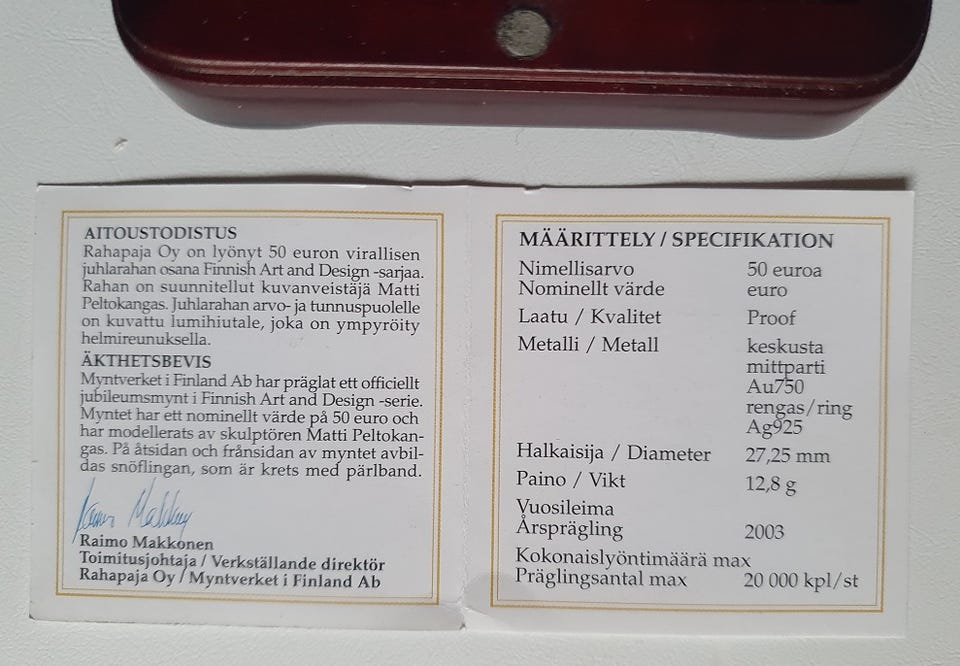 AITOUSTODISTUS
Rahapaja Oy on lyönyt 50 euron virallisen
juhlarahan osana Finnish Art and Design -sarjaa.
Rahan on suunnitellut kuvanveistäjä Matti
Peltokangas. Juhlarahan arvo- ja tunnuspuolelle
on kuvattu lumihiutale, joka on ympyröity
helmireunuksella.
ÄKTHETSBEVIS
Myntverket i Finland Ab har präglat ett officiellt
jubileumsmynt i Finnish Art and Design -serie.
Myntet har ett nominellt värde på 50 euro och
har modellerats av skulptören Matti Peltokan-
gas. På åtsidan och frånsidan av myntet avbil-
das snöflingan, som är krets med pärlband.
Raimo Makkonen
Raimo Makkonen
Toimitusjohtaja / Verkställande direktör
Rahapaja Oy / Myntverket i Finland Ab
MÄÄRITTELY / SPECIFIKATION
Nimellisarvo 50 euroa
Nominellt värde euro
Laatu / Kvalitet Proof
Metalli / Metall keskusta
mittparti
Au750
rengas/ring
Ag925
Halkaisija / Diameter 27,25 mm
Paino / Vikt 12,8 g
Vuosileima
Årsprägling 2003
Kokonaislyöntimäärä max
Präglingsantal max 20 000 kpl/st